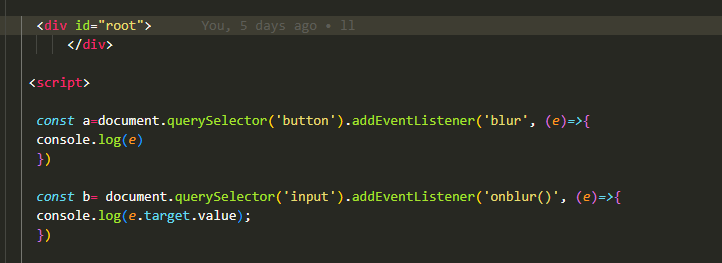 <div id="root">      You, 5 days ago • ll
    </div>
<script>
const a=document.querySelector('button').addEventListener('blur', (e)=>{
console.log(e)
})
const b= document.querySelector('input').addEventListener('onblur()', (e)=>{
console.log(e.target.value);
})